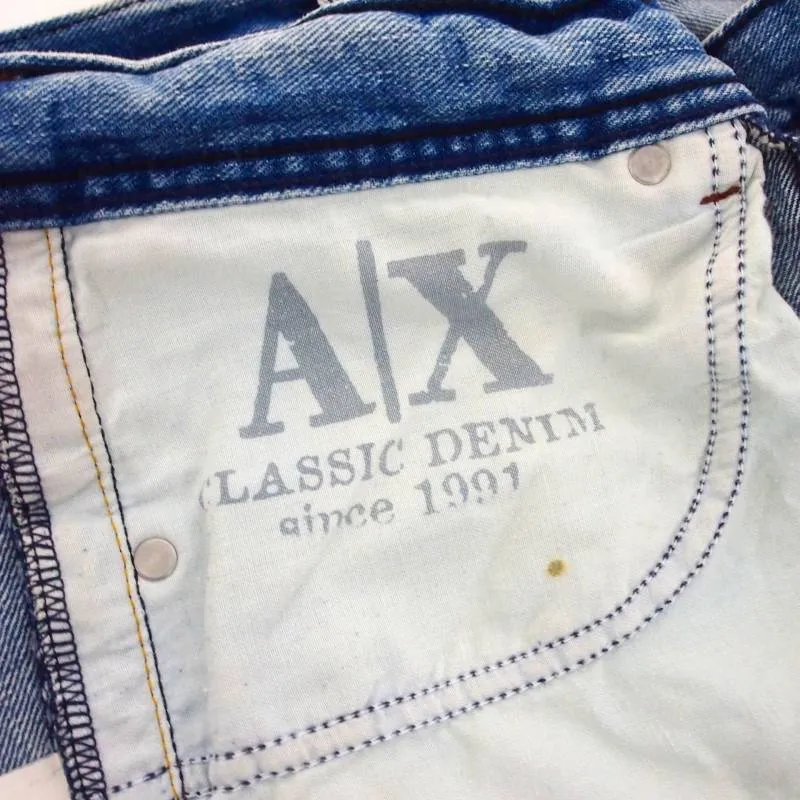 A|X
CLASSIC DENIM
since 1991